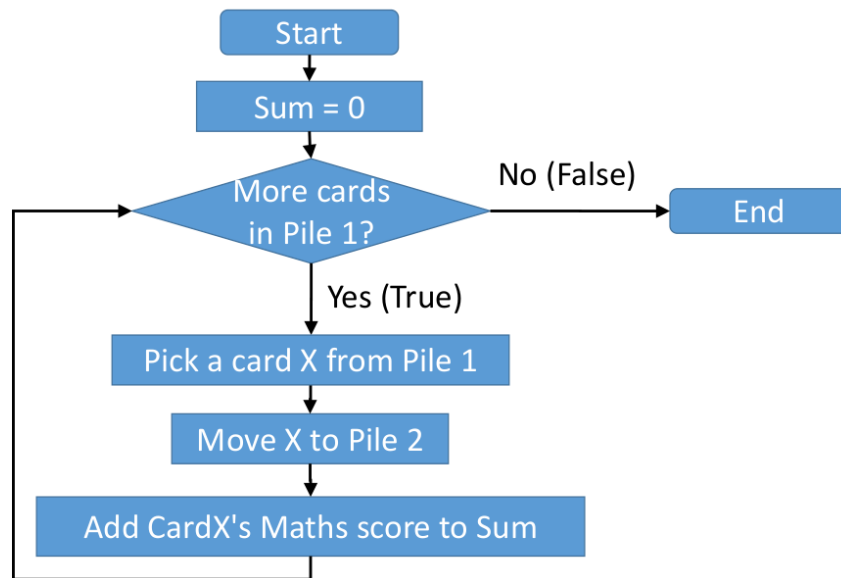 Start
Sum = 0
More cards
in Pile 1?
No (False)
End
Yes (True)
Pick a card X from Pile 1
Move X to Pile 2
Add CardX's Maths score to Sum